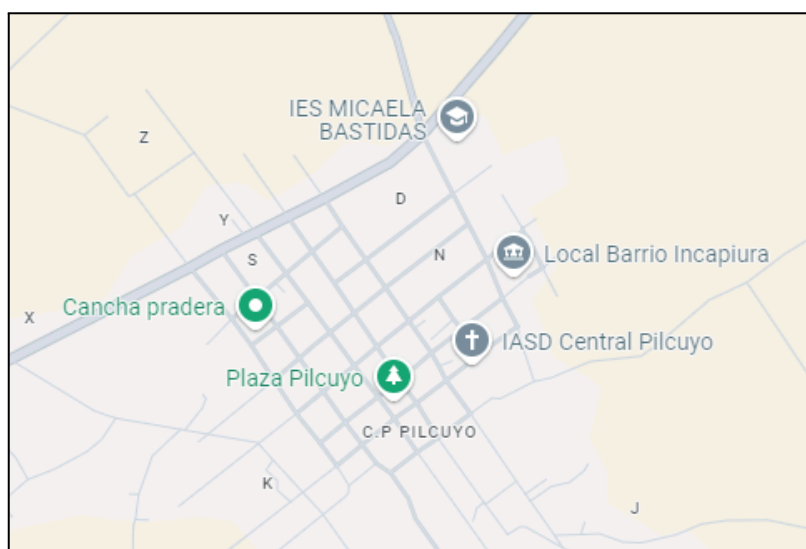 IES MICAELA
BASTIDAS
Z
D
Y
N
S
Local Barrio Incapiura
Cancha pradera
X
IASD Central Pilcuyo
Plaza Pilcuyo
C.P PILCUYO
K
J